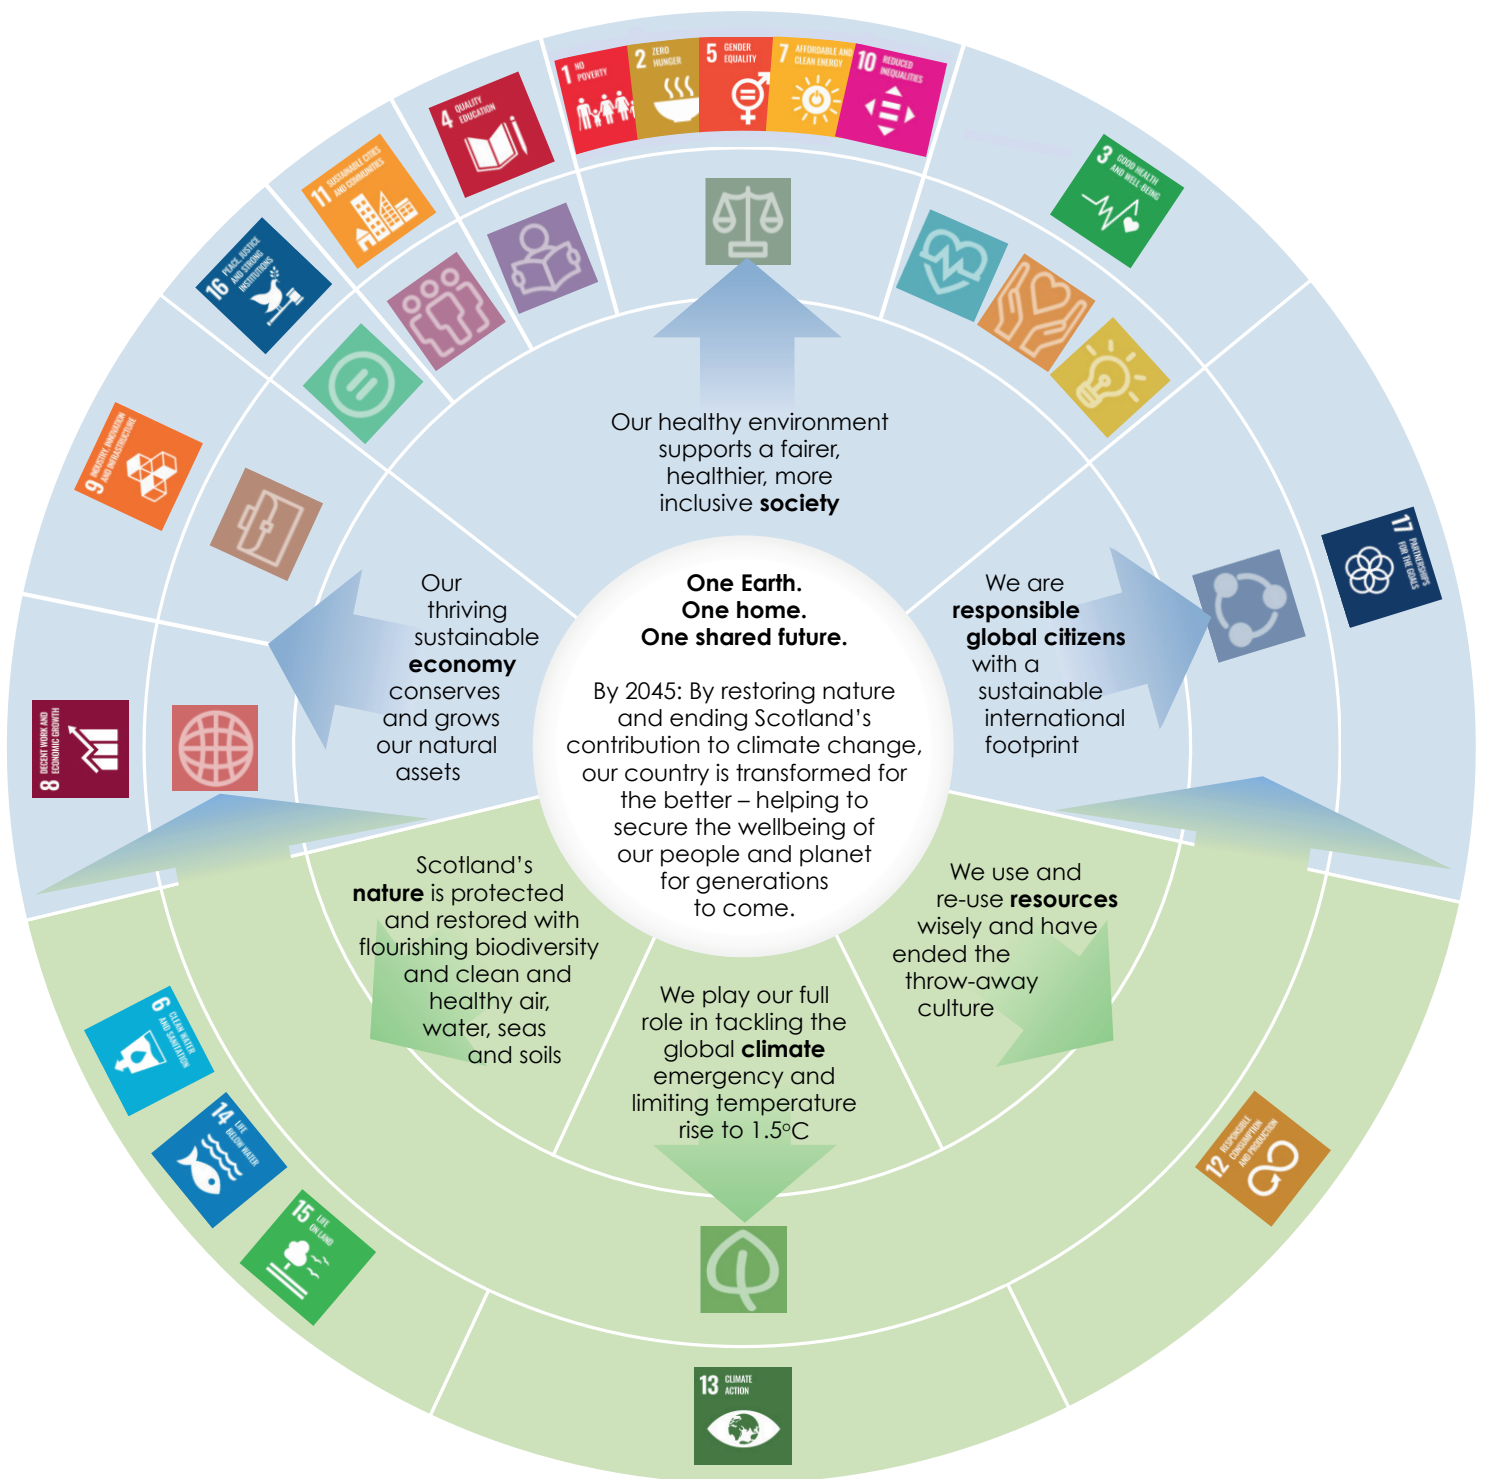 1 NO
POVERTY
2 ZERO
HUNGER
5 GENDER
EQUALITY
7 AFFORDABLE AND
CLEAN ENERGY
10 REDUCED
INEQUALITIES
4 QUALITY
EDUCATION
3 GOOD HEALTH
AND WELL-BEING
11 SUSTAINABLE CITIES
AND COMMUNITIES
16 PEACE, JUSTICE
AND STRONG
INSTITUTIONS
9 INDUSTRY, INNOVATION
AND INFRASTRUCTURE
17 PARTNERSHIPS
FOR THE GOALS
8 DECENT WORK AND
ECONOMIC GROWTH
Our healthy environment
supports a fairer,
healthier, more
inclusive society
Our
thriving
sustainable
economy
conserves
and grows
our natural
assets
One Earth.
One home.
One shared future.
By 2045: By restoring nature
and ending Scotland’s
contribution to climate change,
our country is transformed for
the better – helping to
secure the wellbeing of
our people and planet
for generations
to come.
We are
responsible
global citizens
with a
sustainable
international
footprint
Scotland’s
nature is protected
and restored with
flourishing biodiversity
and clean and
healthy air,
water, seas
and soils
We play our full
role in tackling the
global climate
emergency and
limiting temperature
rise to 1.5°C
We use and
re-use resources
wisely and have
ended the
throw-away
culture
6 CLEAN WATER
AND SANITATION
14 LIFE
BELOW WATER
15 LIFE
ON LAND
12 RESPONSIBLE
CONSUMPTION
AND PRODUCTION
13 CLIMATE
ACTION